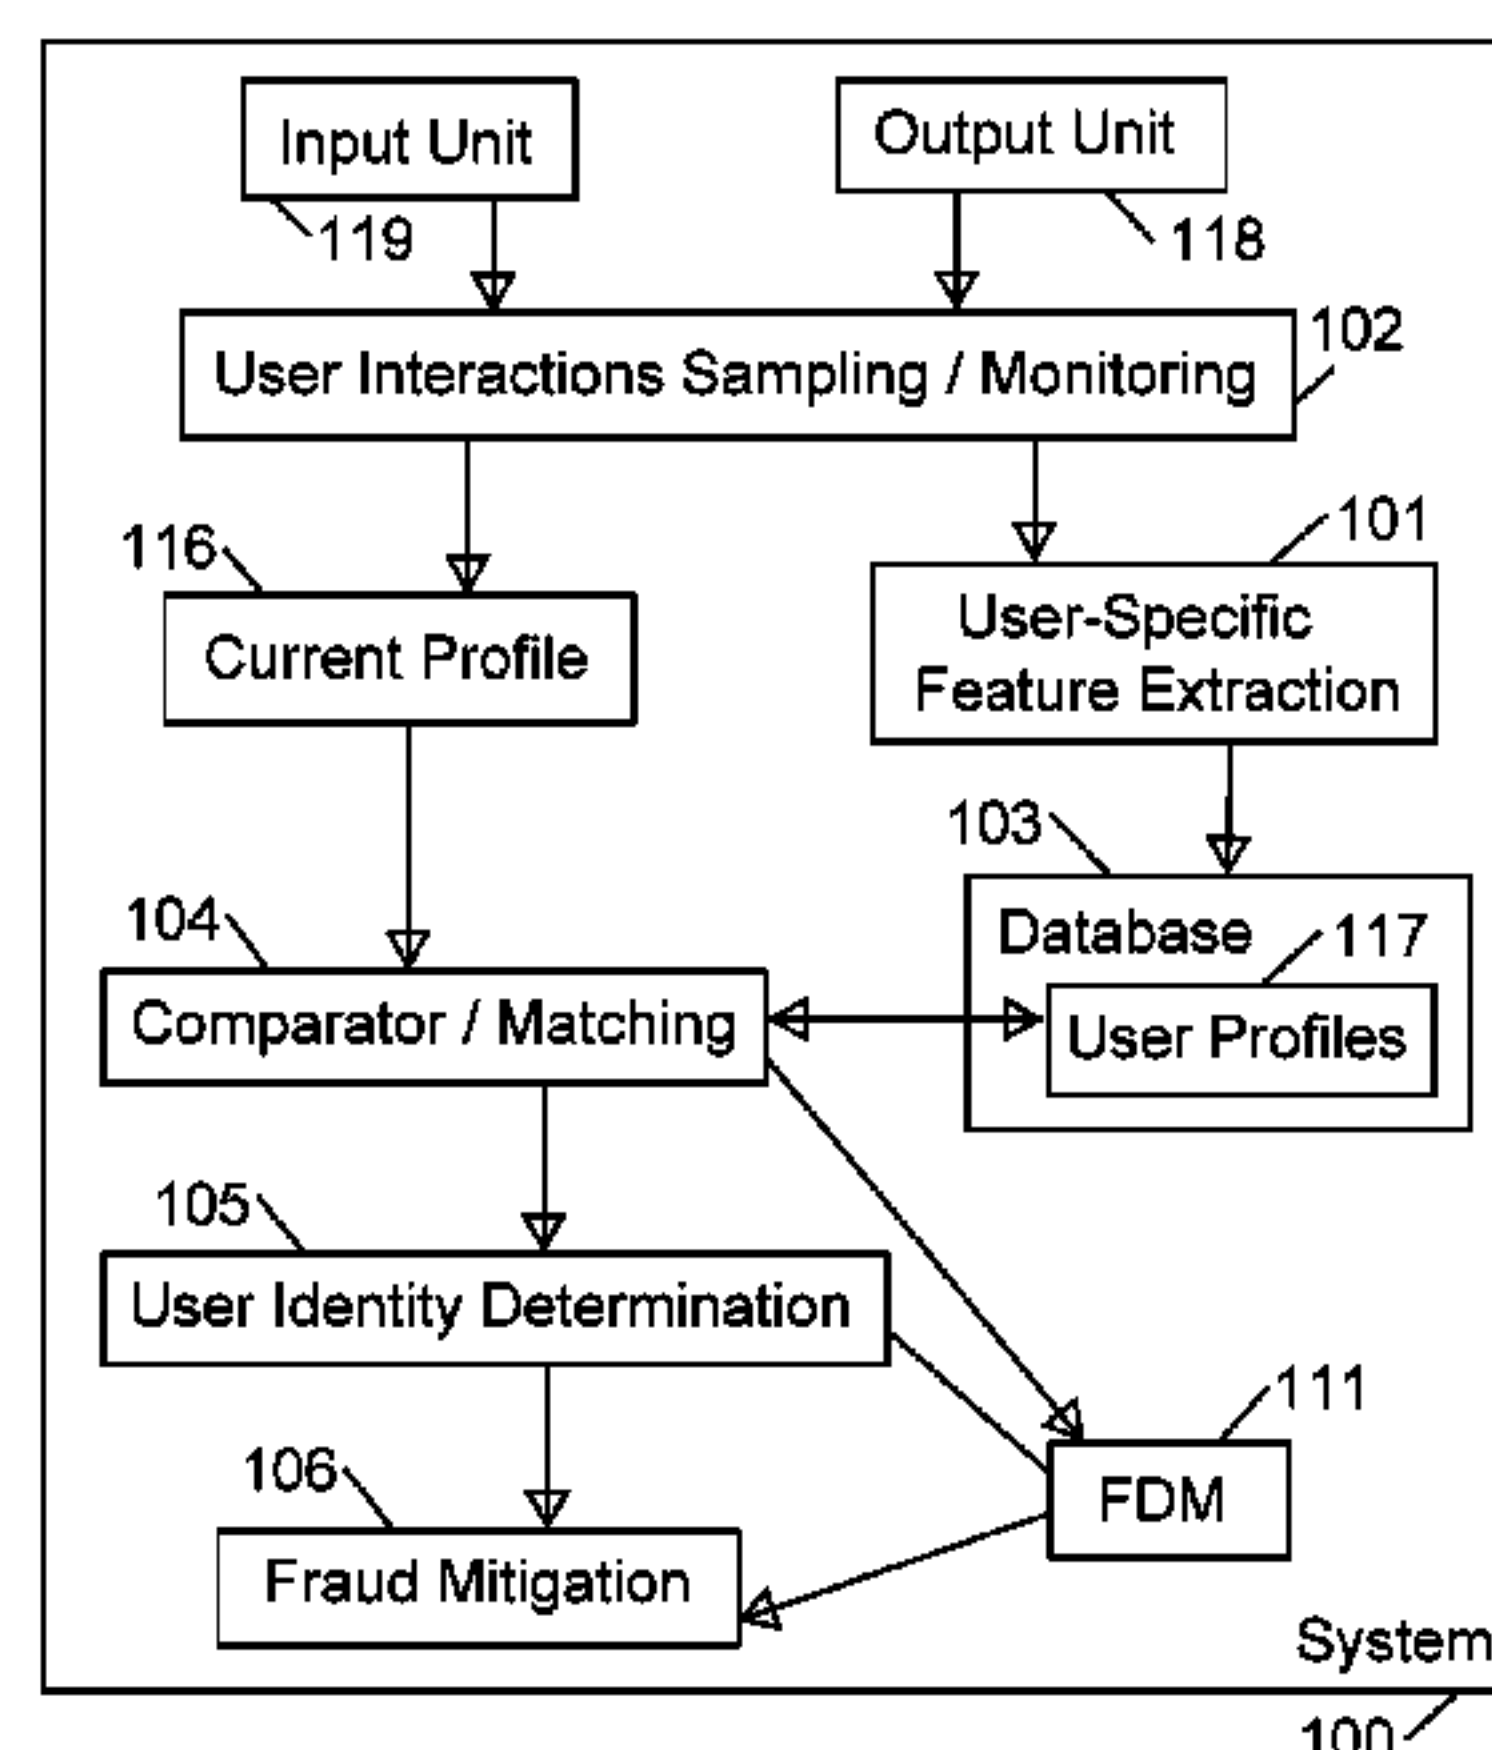 Input Unit
Output Unit
119
118
102
User Interactions Sampling / Monitoring
101
116
User-Specific
Feature Extraction
Current Profile
103
104
Database
117
Comparator / Matching
User Profiles
105
User Identity Determination
111
106
FDM
Fraud Mitigation
System
100